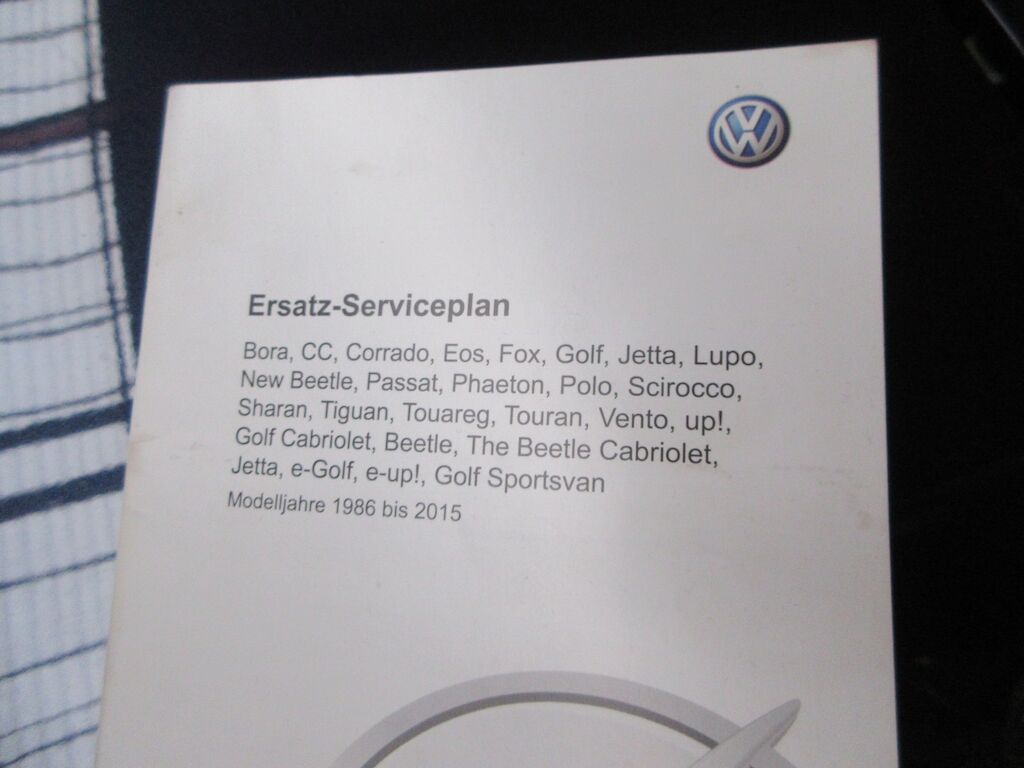 Ersatz-Serviceplan
Bora, CC, Corrado, Eos, Fox, Golf, Jetta, Lupo,
New Beetle, Passat, Phaeton, Polo, Scirocco,
Sharan, Tiguan, Touareg, Touran, Vento, up!,
Golf Cabriolet, Beetle, The Beetle Cabriolet,
Jetta, e-Golf, e-up!, Golf Sportsvan
Modelljahre 1986 bis 2015